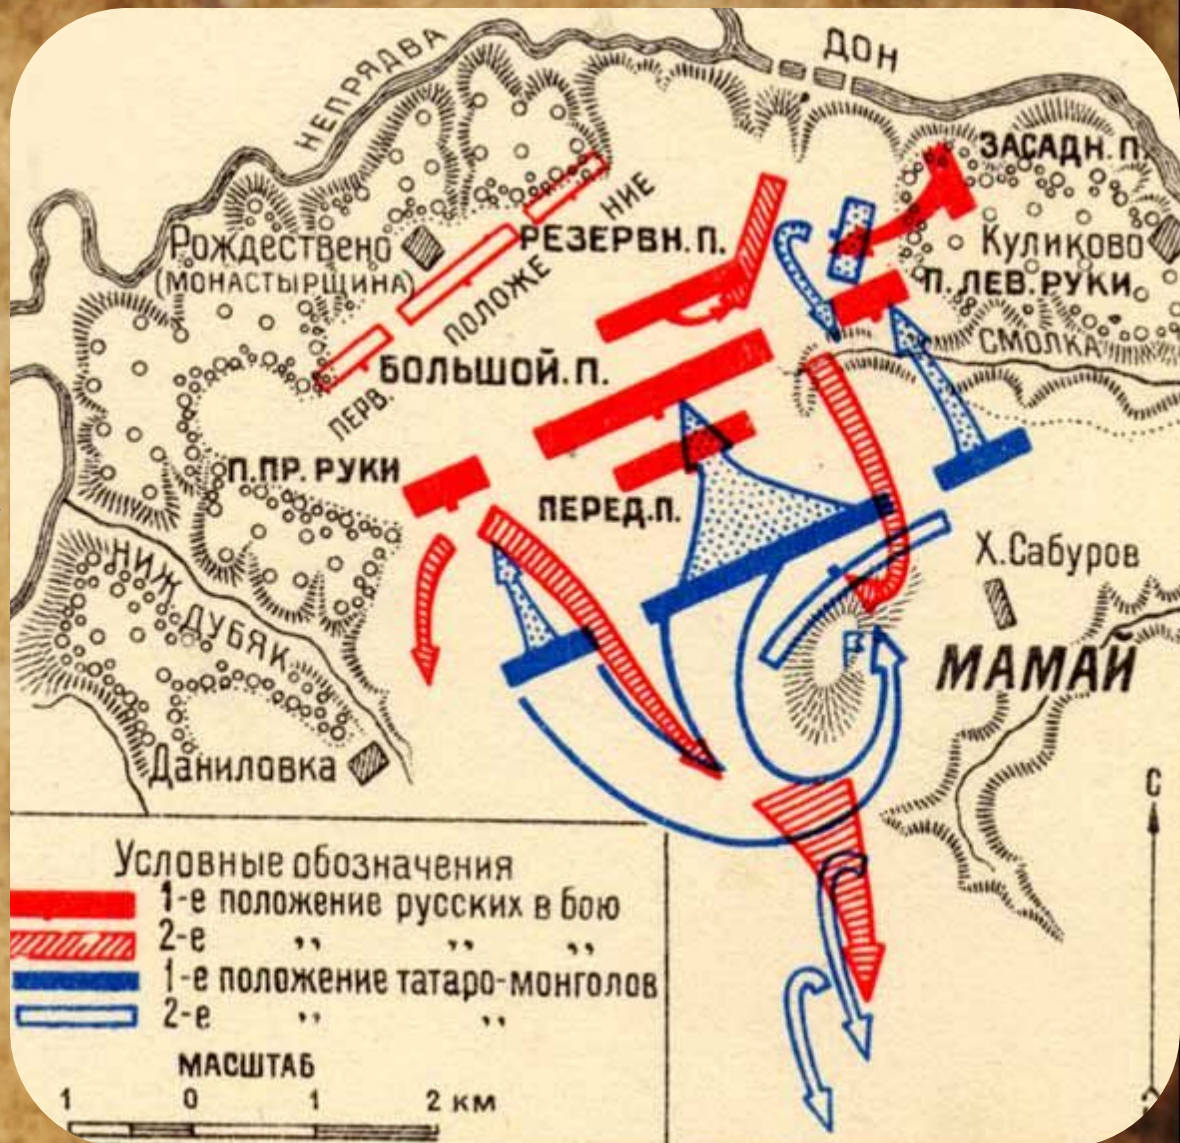 НЕПРЯДВА
ДОН
ЗАСАДН. П.
РОЖДЕСТВЕНО
(МОНАСТЫРЩИНА)
РЕЗЕРВН. П.
КУЛИКОВО
П. ЛЕВ. РУКИ
СМОЛКА
ПЕРВ. ПОЛОЖЕНИЕ
БОЛЬШОЙ. П.
П. ПР. РУКИ
ПЕРЕД. П.
НИЖ. ДУБЯК
Х. Сабуров
МАМАЙ
Даниловка
С
Условные обозначения
1-е положение русских в бою
2-е ,, ,, ,,
1-е положение татаро-монголов
2-е ,, ,,
МАСШТАБ
1 0 1 2 км